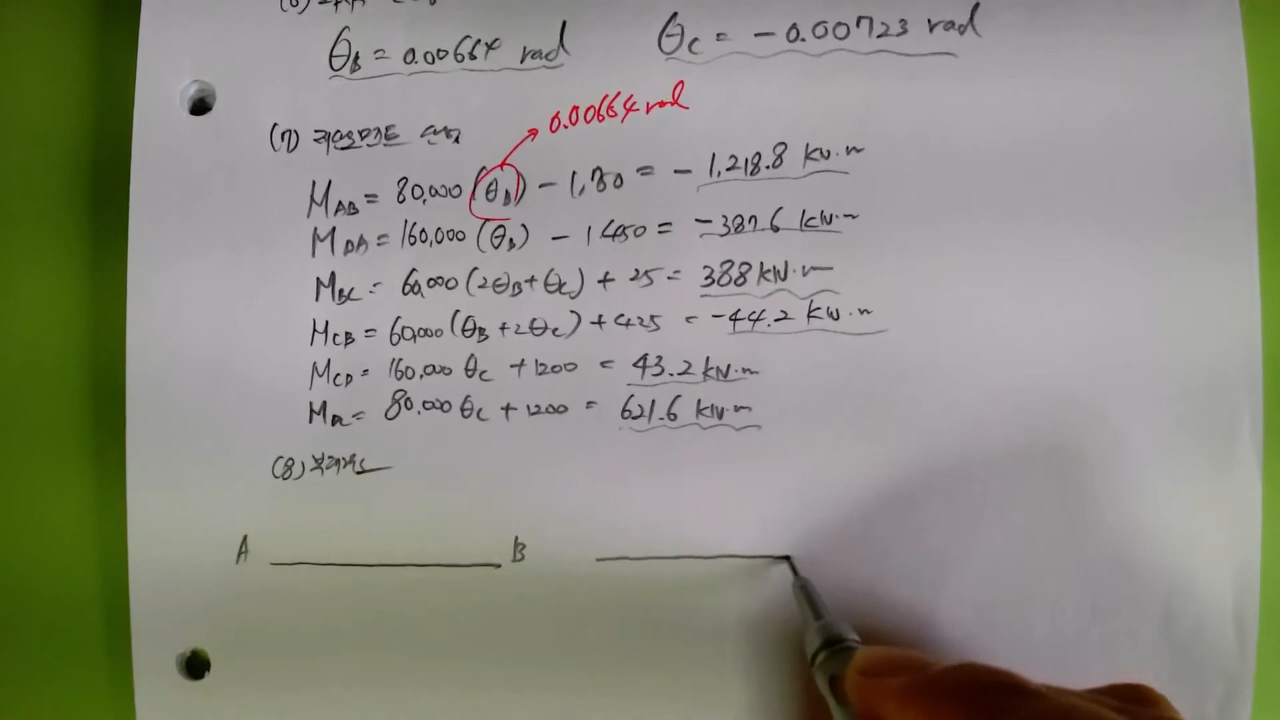 (6)
θB = 0.00664 rad θC = -0.00723 rad
0.00664 rad
(7) 재단모멘트
MAB = 80,000 (θB) - 1,750 = - 1,218.8 kN·m
MBA = 160,000 (θB) - 1450 = -387.6 kN·m
MBC = 60,000 (2θB + θC) + 25 = 388 kN·m
MCB = 60,000 (θB + 2θC) + 425 = -44.2 kN·m
MCD = 160,000 θC + 1200 = 43.2 kN·m
MDC = 80,000 θC + 1200 = 621.6 kN·m
(8)
A B